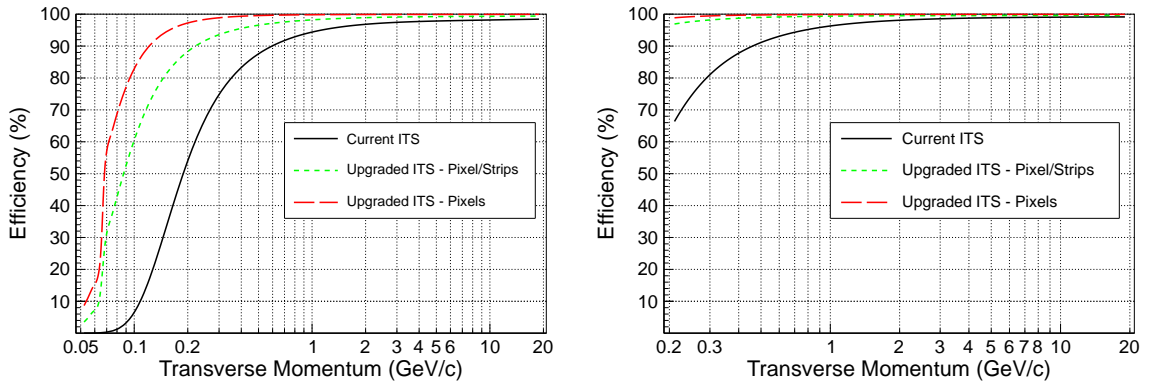 100
90
80
70
60
50
40
30
20
10
Efficiency (%)
Current ITS
Upgraded ITS - Pixel/Strips
Upgraded ITS - Pixels
0.05 0.1 0.2 1 2 3 4 5 6 10 20
Transverse Momentum (GeV/c)
100
90
80
70
60
50
40
30
20
10
Efficiency (%)
Current ITS
Upgraded ITS - Pixel/Strips
Upgraded ITS - Pixels
0.2 0.3 1 2 3 4 5 6 7 8 10 20
Transverse Momentum (GeV/c)